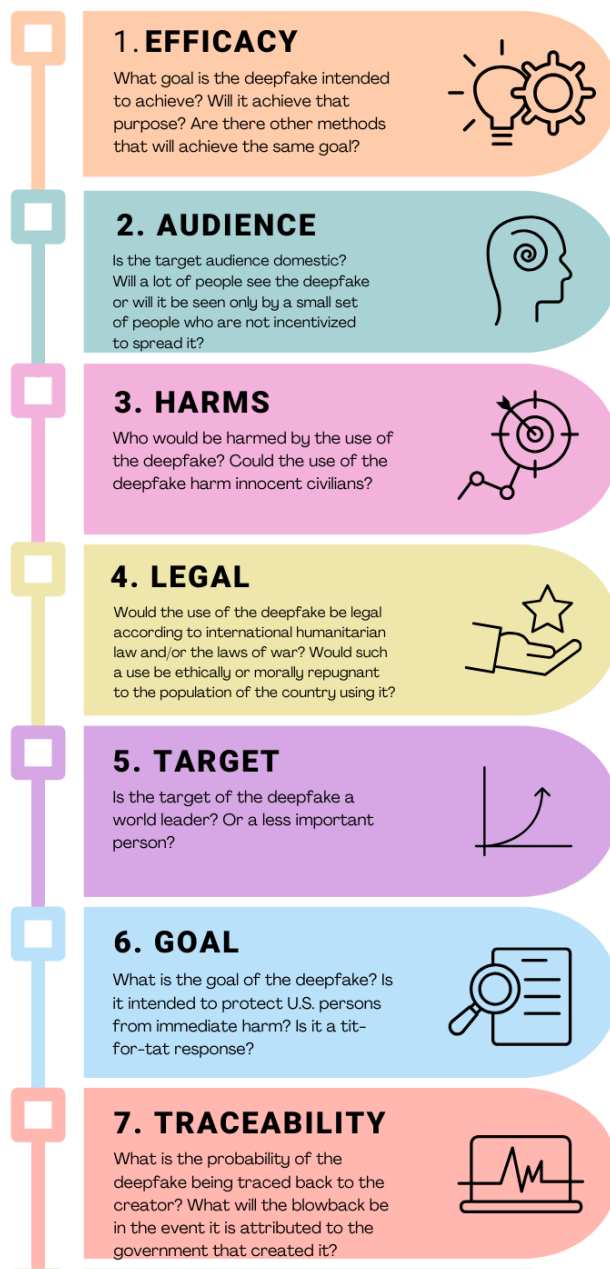 1. EFFICACY
What goal is the deepfake intended
to achieve? Will it achieve that
purpose? Are there other methods
that will achieve the same goal?
2. AUDIENCE
Is the target audience domestic?
Will a lot of people see the deepfake
or will it be seen only by a small set
of people who are not incentivized
to spread it?
3. HARMS
Who would be harmed by the use of
the deepfake? Could the use of the
deepfake harm innocent civilians?
4. LEGAL
Would the use of the deepfake be legal
according to international humanitarian
law and/or the laws of war? Would such
a use be ethically or morally repugnant
to the population of the country using it?
5. TARGET
Is the target of the deepfake a
world leader? Or a less important
person?
6. GOAL
What is the goal of the deepfake? Is
it intended to protect U.S. persons
from immediate harm? Is it a tit-
for-tat response?
7. TRACEABILITY
What is the probability of the
deepfake being traced back to the
creator? What will the blowback be
in the event it is attributed to the
government that created it?